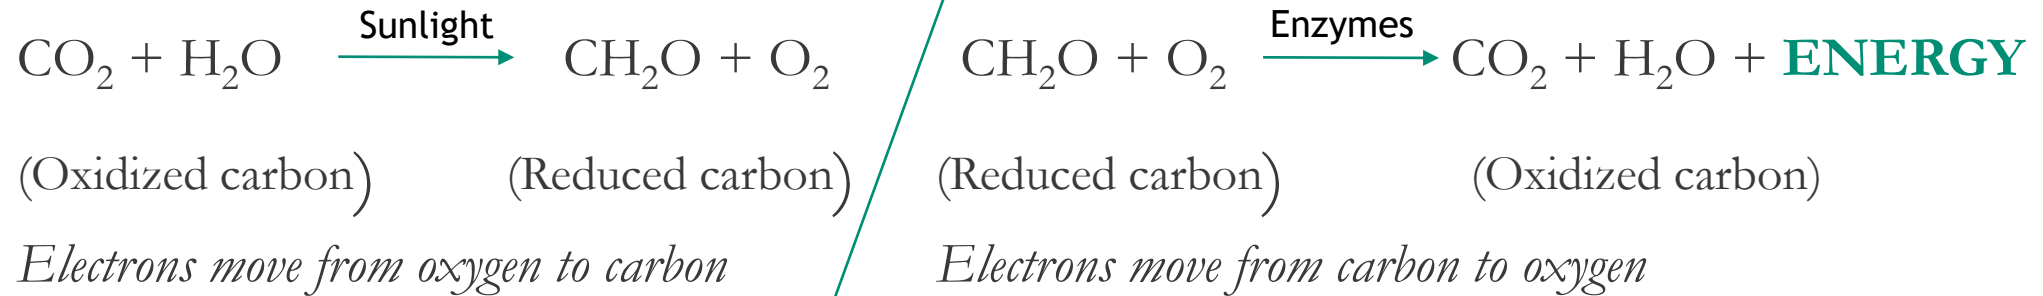 Sunlight
CO₂ + H₂O → CH₂O + O₂
(Oxidized carbon) (Reduced carbon)
Electrons move from oxygen to carbon
Enzymes
CH₂O + O₂ → CO₂ + H₂O + ENERGY
(Reduced carbon) (Oxidized carbon)
Electrons move from carbon to oxygen